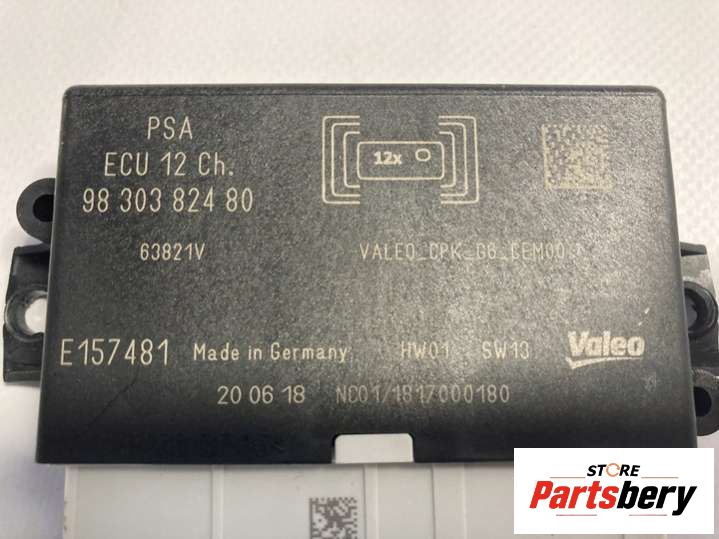 PSA
ECU 12 Ch.
98 303 824 80
63821V
12x
VALEO_CPK_G6_CEM00
E157481 Made in Germany HW01 SW13 Valeo
20 06 18 NC01/1817000180
STORE
Partsbery